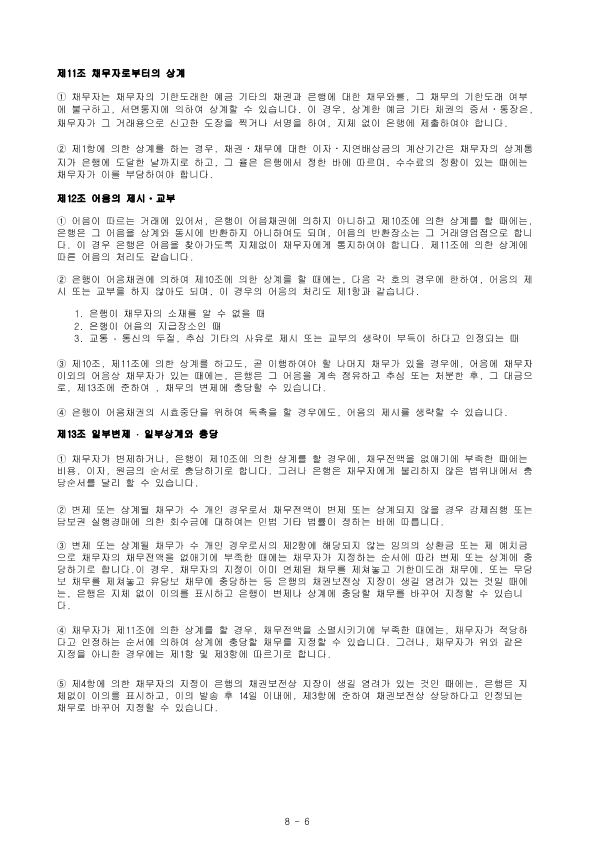 제11조 채무자로부터의 상계
① 채무자는 채무자의 기한도래한 예금 기타의 채권과 은행에 대한 채무와를, 그 채무의 기한도래 여부
에 불구하고, 서면통지에 의하여 상계할 수 있습니다. 이 경우, 상계한 예금 기타 채권의 증서·통장은,
채무자가 그 거래용으로 신고한 도장을 찍거나 서명을 하여, 지체 없이 은행에 제출하여야 합니다.
② 제1항에 의한 상계를 하는 경우, 채권·채무에 대한 이자·지연배상금의 계산기간은 채무자의 상계통
지가 은행에 도달한 날까지로 하고, 그 율은 은행에서 정한 바에 따르며, 수수료의 정함이 있는 때에는
채무자가 이를 부담하여야 합니다.
제12조 어음의 제시·교부
① 어음이 따르는 거래에 있어서, 은행이 어음채권에 의하지 아니하고 제10조에 의한 상계를 할 때에는,
은행은 그 어음을 상계와 동시에 반환하지 아니하여도 되며, 어음의 반환장소는 그 거래영업점으로 합니
다. 이 경우 은행은 어음을 찾아가도록 지체없이 채무자에게 통지하여야 합니다. 제11조에 의한 상계에
따른 어음의 처리도 같습니다.
② 은행이 어음채권에 의하여 제10조에 의한 상계를 할 때에는, 다음 각 호의 경우에 한하여, 어음의 제
시 또는 교부를 하지 않아도 되며, 이 경우의 어음의 처리도 제1항과 같습니다.
1. 은행이 채무자의 소재를 알 수 없을 때
2. 은행이 어음의 지급장소인 때
3. 교통·통신의 두절, 추심 기타의 사유로 제시 또는 교부의 생략이 부득이 하다고 인정되는 때
③ 제10조, 제11조에 의한 상계를 하고도, 곧 이행하여야 할 나머지 채무가 있을 경우에, 어음에 채무자
이외의 어음상 채무자가 있는 때에는, 은행은 그 어음을 계속 점유하고 추심 또는 처분한 후, 그 대금으
로, 제13조에 준하여 , 채무의 변제에 충당할 수 있습니다.
④ 은행이 어음채권의 시효중단을 위하여 독촉을 할 경우에도, 어음의 제시를 생략할 수 있습니다.
제13조 일부변제·일부상계와 충당
① 채무자가 변제하거나, 은행이 제10조에 의한 상계를 할 경우에, 채무전액을 없애기에 부족한 때에는
비용, 이자, 원금의 순서로 충당하기로 합니다. 그러나 은행은 채무자에게 불리하지 않은 범위내에서 충
당순서를 달리 할 수 있습니다.
② 변제 또는 상계될 채무가 수 개인 경우로서 채무전액이 변제 또는 상계되지 않을 경우 강제집행 또는
담보권 실행경매에 의한 회수금에 대하여는 민법 기타 법률이 정하는 바에 따릅니다.
③ 변제 또는 상계될 채무가 수 개인 경우로서의 제2항에 해당되지 않는 임의의 상환금 또는 제 예치금
으로 채무자의 채무전액을 없애기에 부족한 때에는 채무자가 지정하는 순서에 따라 변제 또는 상계에 충
당하기로 합니다.이 경우, 채무자의 지정이 이미 연체된 채무를 제쳐놓고 기한미도래 채무에, 또는 무담
보 채무를 제쳐놓고 유담보 채무에 충당하는 등 은행의 채권보전상 지장이 생길 염려가 있는 것일 때에
는, 은행은 지체 없이 이의를 표시하고 은행이 변제나 상계에 충당할 채무를 바꾸어 지정할 수 있습니
다.
④ 채무자가 제11조에 의한 상계를 할 경우, 채무전액을 소멸시키기에 부족한 때에는, 채무자가 적당하
다고 인정하는 순서에 의하여 상계에 충당할 채무를 지정할 수 있습니다. 그러나, 채무자가 위와 같은
지정을 아니한 경우에는 제1항 및 제3항에 따르기로 합니다.
⑤ 제4항에 의한 채무자의 지정이 은행의 채권보전상 지장이 생길 염려가 있는 것인 때에는, 은행은 지
체없이 이의를 표시하고, 이의 발송 후 14일 이내에, 제3항에 준하여 채권보전상 상당하다고 인정되는
채무로 바꾸어 지정할 수 있습니다.
8 - 6